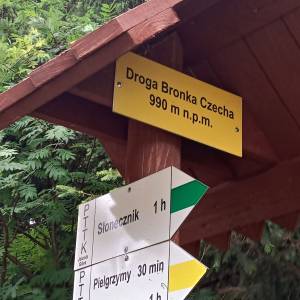 Droga Bronka Czecha
990 m n.p.m.
PTTK
Słonecznik 1 h
PTTK
Pielgrzymy 30 min
1 h